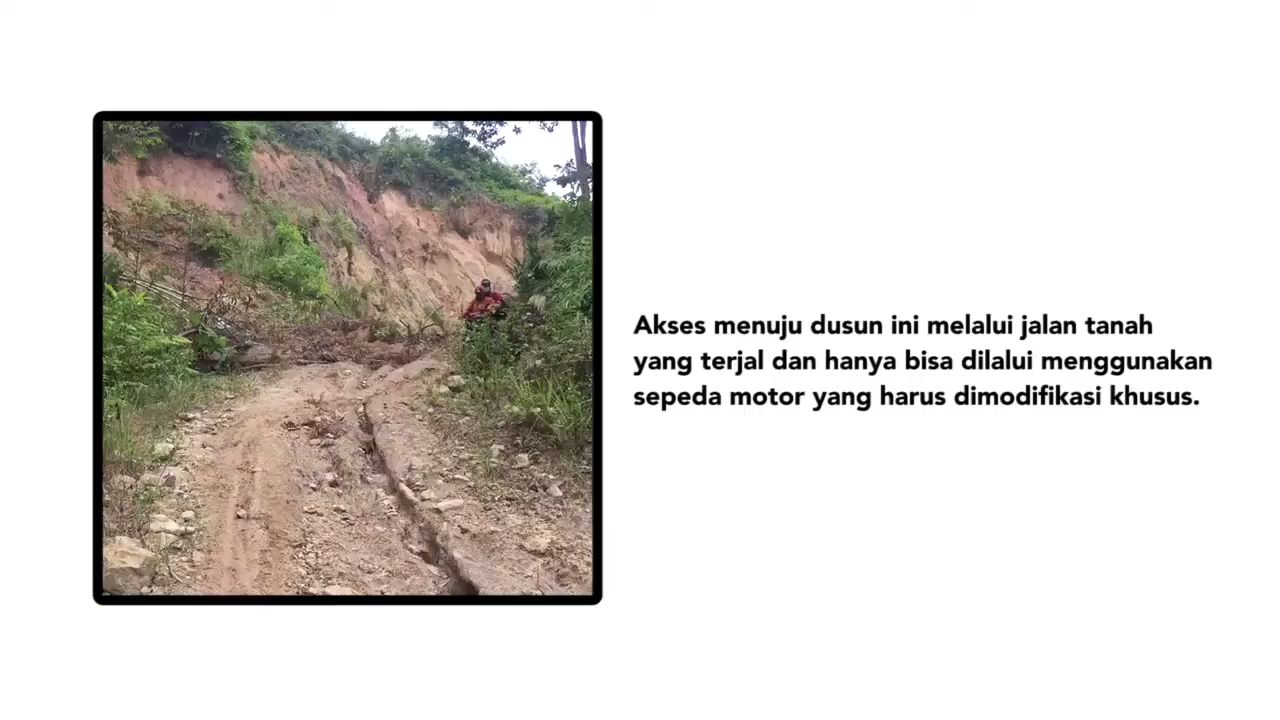 Akses menuju dusun ini melalui jalan tanah
yang terjal dan hanya bisa dilalui menggunakan
sepeda motor yang harus dimodifikasi khusus.